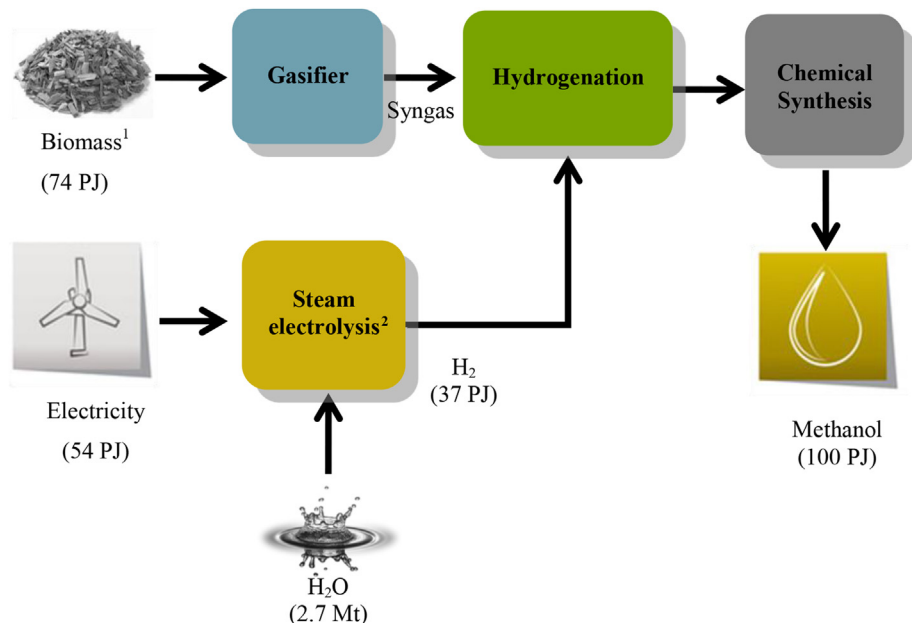 Gasifier
Syngas
Hydrogenation
Chemical
Synthesis
Biomass¹
(74 PJ)
Steam
electrolysis²
H₂
(37 PJ)
Electricity
(54 PJ)
Methanol
(100 PJ)
H₂O
(2.7 Mt)